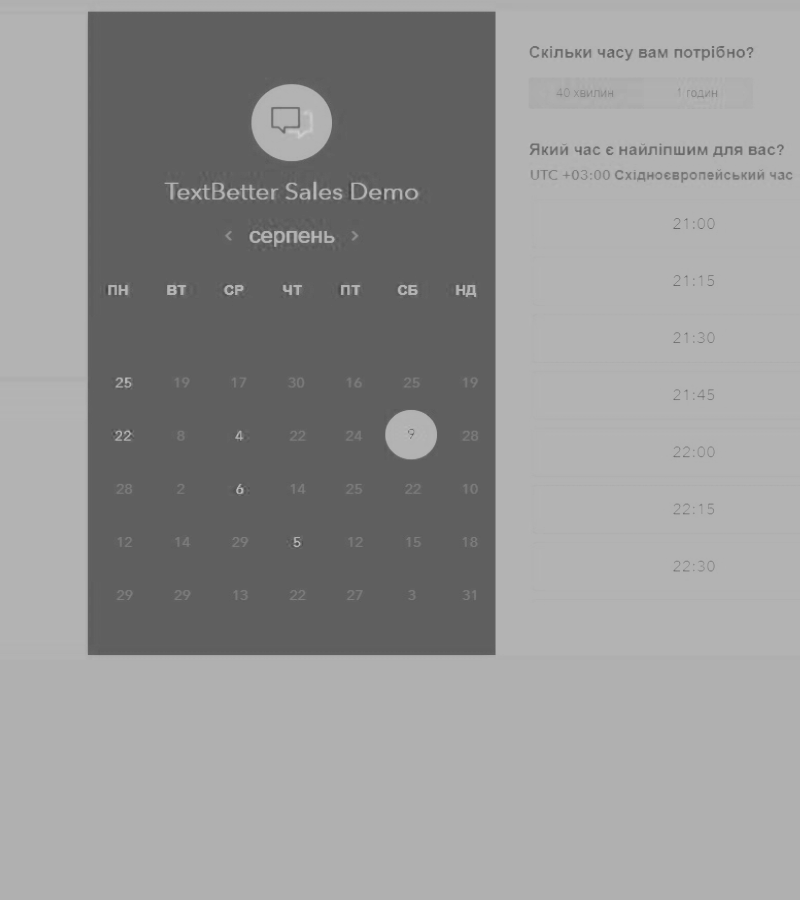 TextBetter Sales Demo
‹ серпень ›
ПН ВТ СР ЧТ ПТ СБ НД
25 19 17 30 16 25 19
22 8 4 22 24 9 28
28 2 6 14 25 22 10
12 14 29 5 12 15 18
29 29 13 22 27 3 31
Скільки часу вам потрібно?
40 хвилин 1 годин
Який час є найліпшим для вас?
UTC +03:00 Східноєвропейський час
21:00
21:15
21:30
21:45
22:00
22:15
22:30